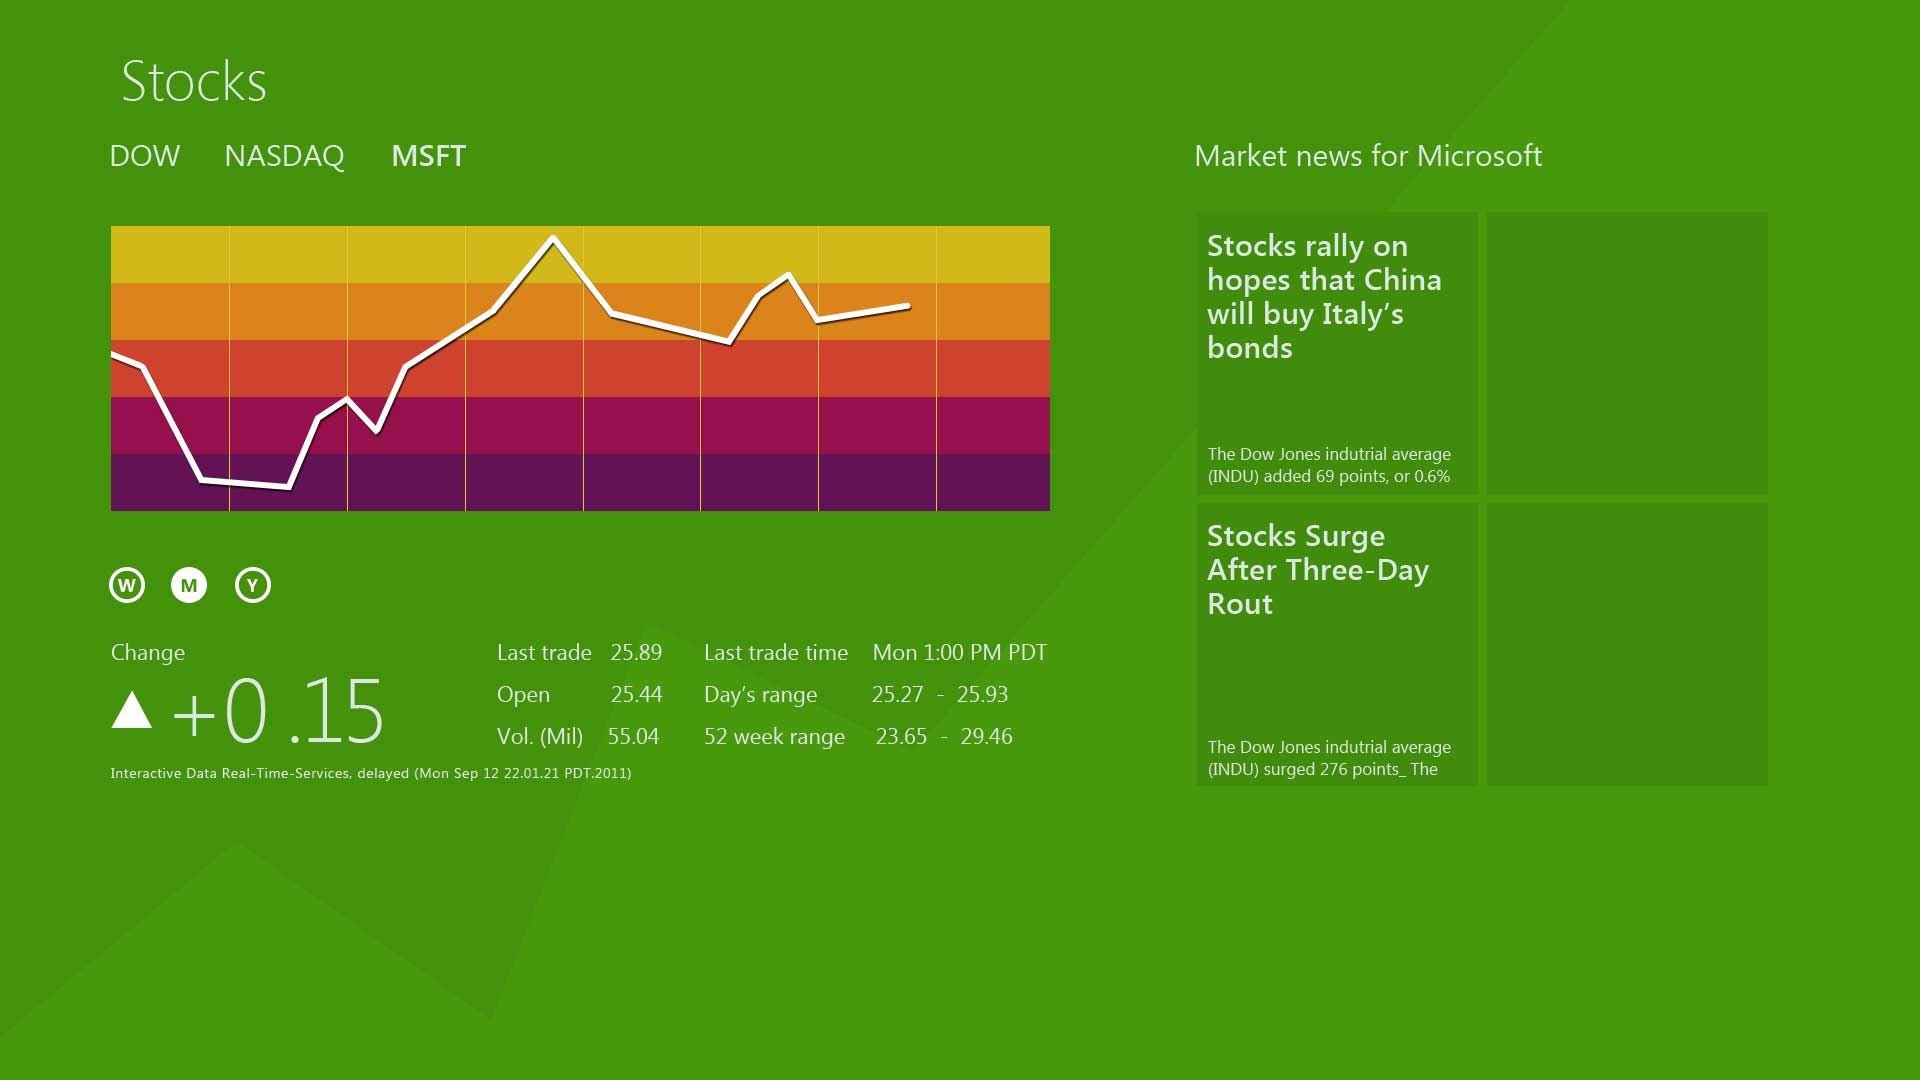 Stocks
DOW NASDAQ MSFT
W M Y
Change
+0 .15
Last trade 25.89 Last trade time Mon 1:00 PM PDT
Open 25.44 Day’s range 25.27 - 25.93
Vol. (Mil) 55.04 52 week range 23.65 - 29.46
Interactive Data Real-Time-Services, delayed (Mon Sep 12 22.01.21 PDT.2011)
Market news for Microsoft
Stocks rally on
hopes that China
will buy Italy’s
bonds
The Dow Jones indutrial average
(INDU) added 69 points, or 0.6%
Stocks Surge
After Three-Day
Rout
The Dow Jones indutrial average
(INDU) surged 276 points_ The